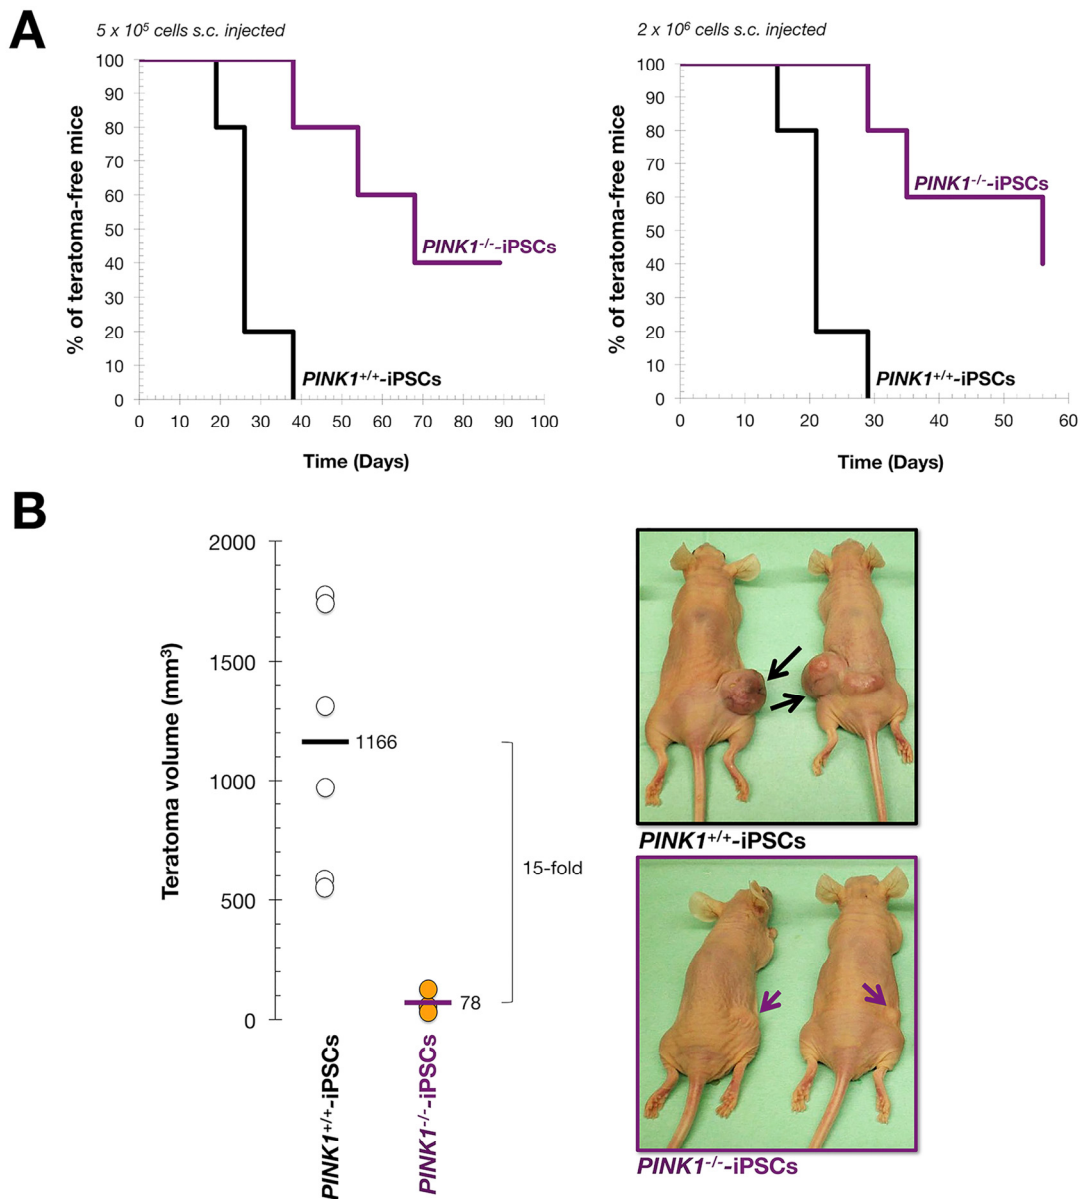 A
5 x 10⁵ cells s.c. injected
% of teratoma-free mice
100
90
80
70
60
50
40
30
20
10
0
PINK1⁻/⁻-iPSCs
PINK1⁺/⁺-iPSCs
0 10 20 30 40 50 60 70 80 90 100
Time (Days)
2 x 10⁶ cells s.c. injected
% of teratoma-free mice
100
90
80
70
60
50
40
30
20
10
0
PINK1⁻/⁻-iPSCs
PINK1⁺/⁺-iPSCs
0 10 20 30 40 50 60
Time (Days)
B
Teratoma volume (mm³)
2000
1500
1000
500
0
1166
15-fold
78
PINK1⁺/⁺-iPSCs
PINK1⁻/⁻-iPSCs
PINK1⁺/⁺-iPSCs
PINK1⁻/⁻-iPSCs